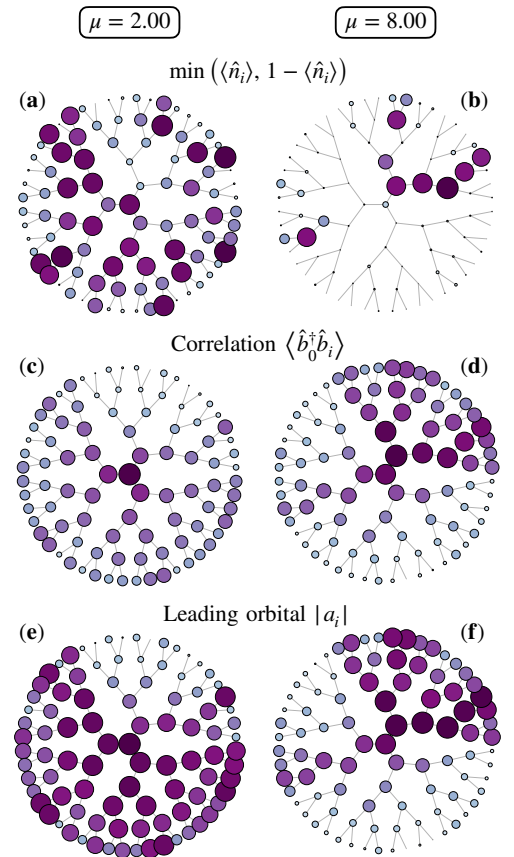 μ = 2.00 μ = 8.00
min (⟨n̂ᵢ⟩, 1 − ⟨n̂ᵢ⟩)
(a) (b)
Correlation ⟨b̂₀†b̂ᵢ⟩
(c) (d)
Leading orbital |aᵢ|
(e) (f)